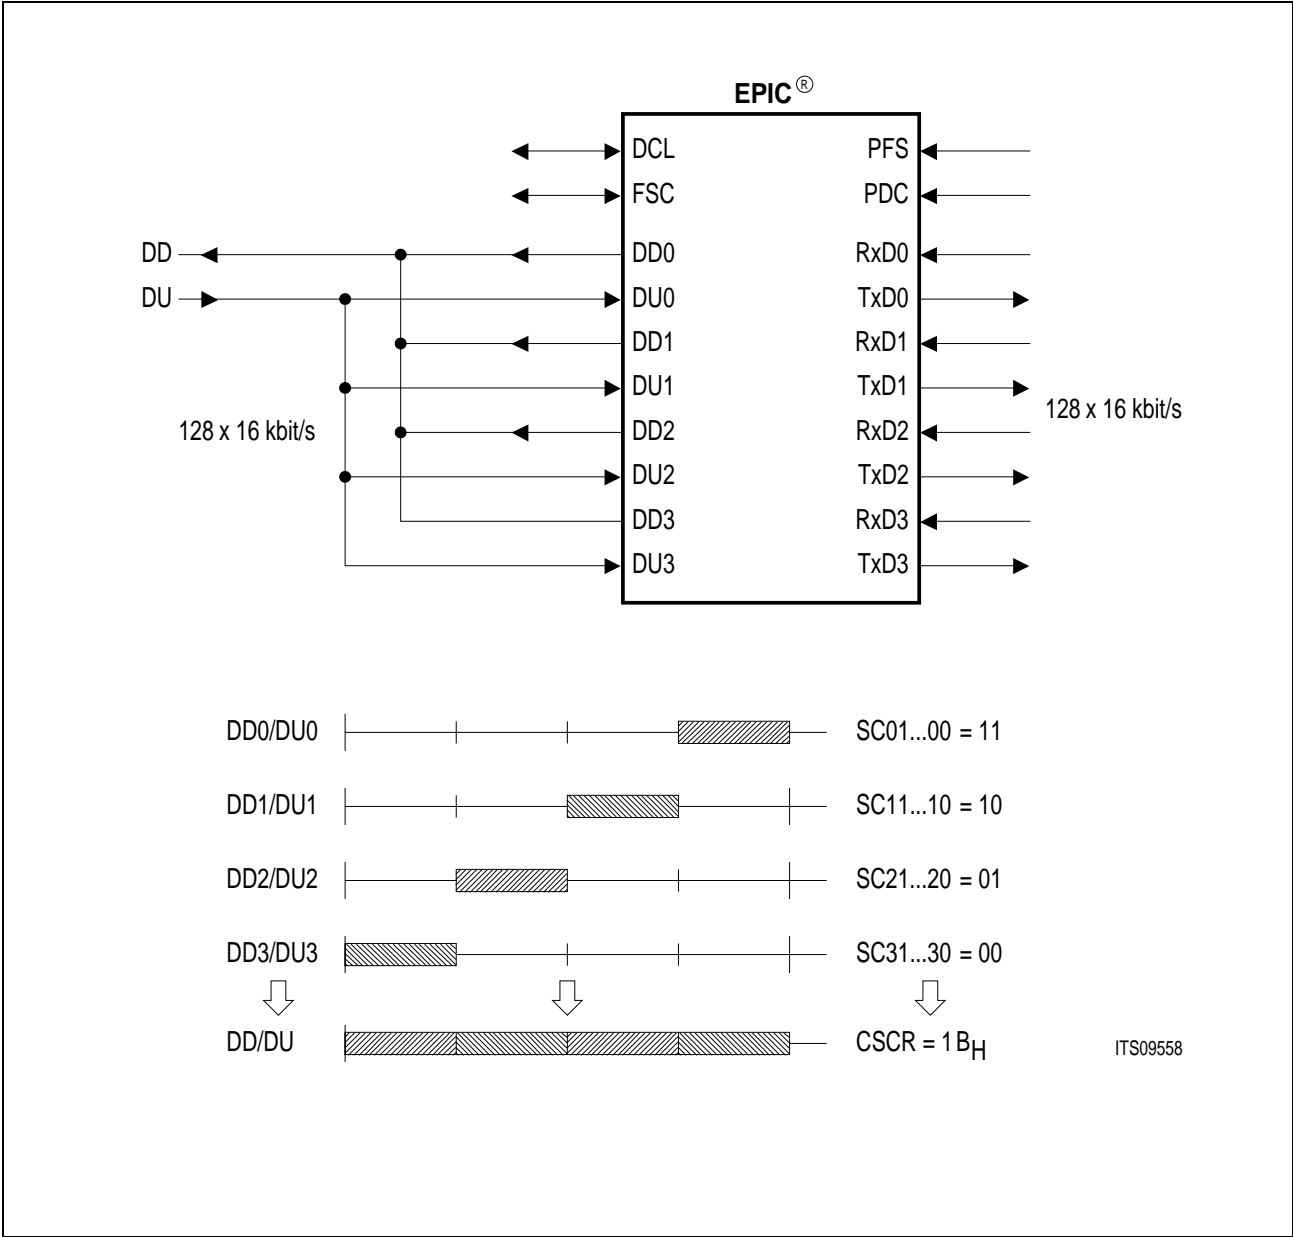 EPIC®
DCL PFS
FSC PDC
DD DD0 RxD0
DU DU0 TxD0
DD1 RxD1
DU1 TxD1
128 x 16 kbit/s DD2 RxD2 128 x 16 kbit/s
DU2 TxD2
DD3 RxD3
DU3 TxD3
DD0/DU0 SC01...00 = 11
DD1/DU1 SC11...10 = 10
DD2/DU2 SC21...20 = 01
DD3/DU3 SC31...30 = 00
DD/DU CSCR = 1BH ITS09558